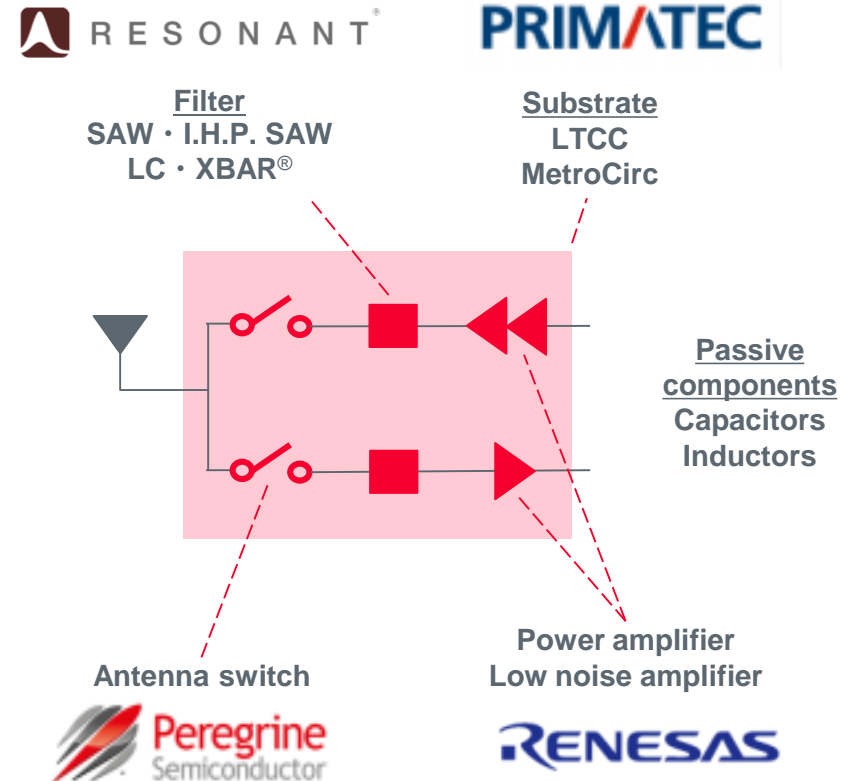 RESONANT®
PRIMATEC
Filter
SAW・I.H.P. SAW
LC・XBAR®
Substrate
LTCC
MetroCirc
Passive
components
Capacitors
Inductors
Antenna switch
Power amplifier
Low noise amplifier
Peregrine
Semiconductor
RENESAS